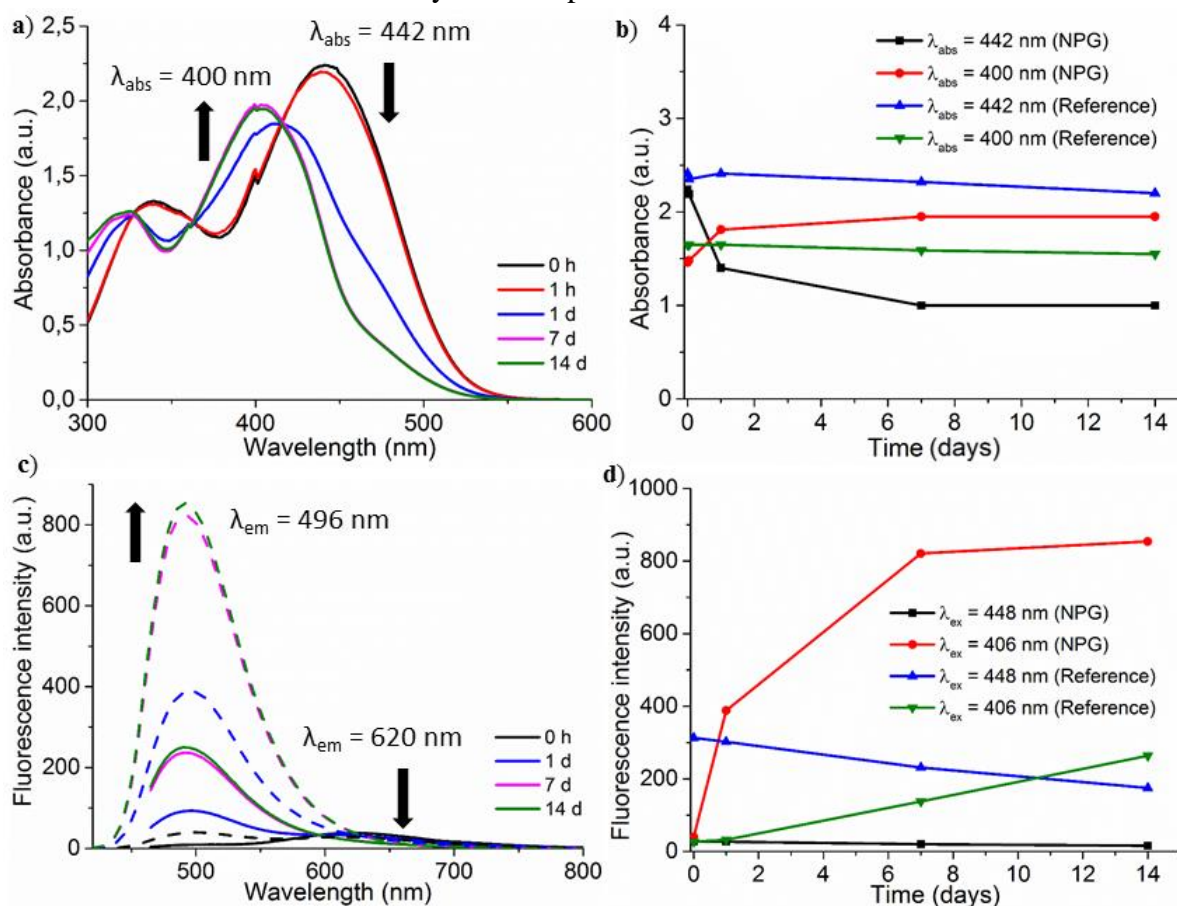 a)
λabs = 442 nm
λabs = 400 nm
2,5
2,0
1,5
1,0
0,5
0,0
Absorbance (a.u.)
0 h
1 h
1 d
7 d
14 d
300 400 500 600
Wavelength (nm)
b)
λabs = 442 nm (NPG)
λabs = 400 nm (NPG)
λabs = 442 nm (Reference)
λabs = 400 nm (Reference)
4
3
2
1
0
Absorbance (a.u.)
0 2 4 6 8 10 12 14
Time (days)
c)
λem = 496 nm
λem = 620 nm
800
600
400
200
0
Fluorescence intensity (a.u.)
0 h
1 d
7 d
14 d
500 600 700 800
Wavelength (nm)
d)
1000
800
600
400
200
0
Fluorescence intensity (a.u.)
λex = 448 nm (NPG)
λex = 406 nm (NPG)
λex = 448 nm (Reference)
λex = 406 nm (Reference)
0 2 4 6 8 10 12 14
Time (days)